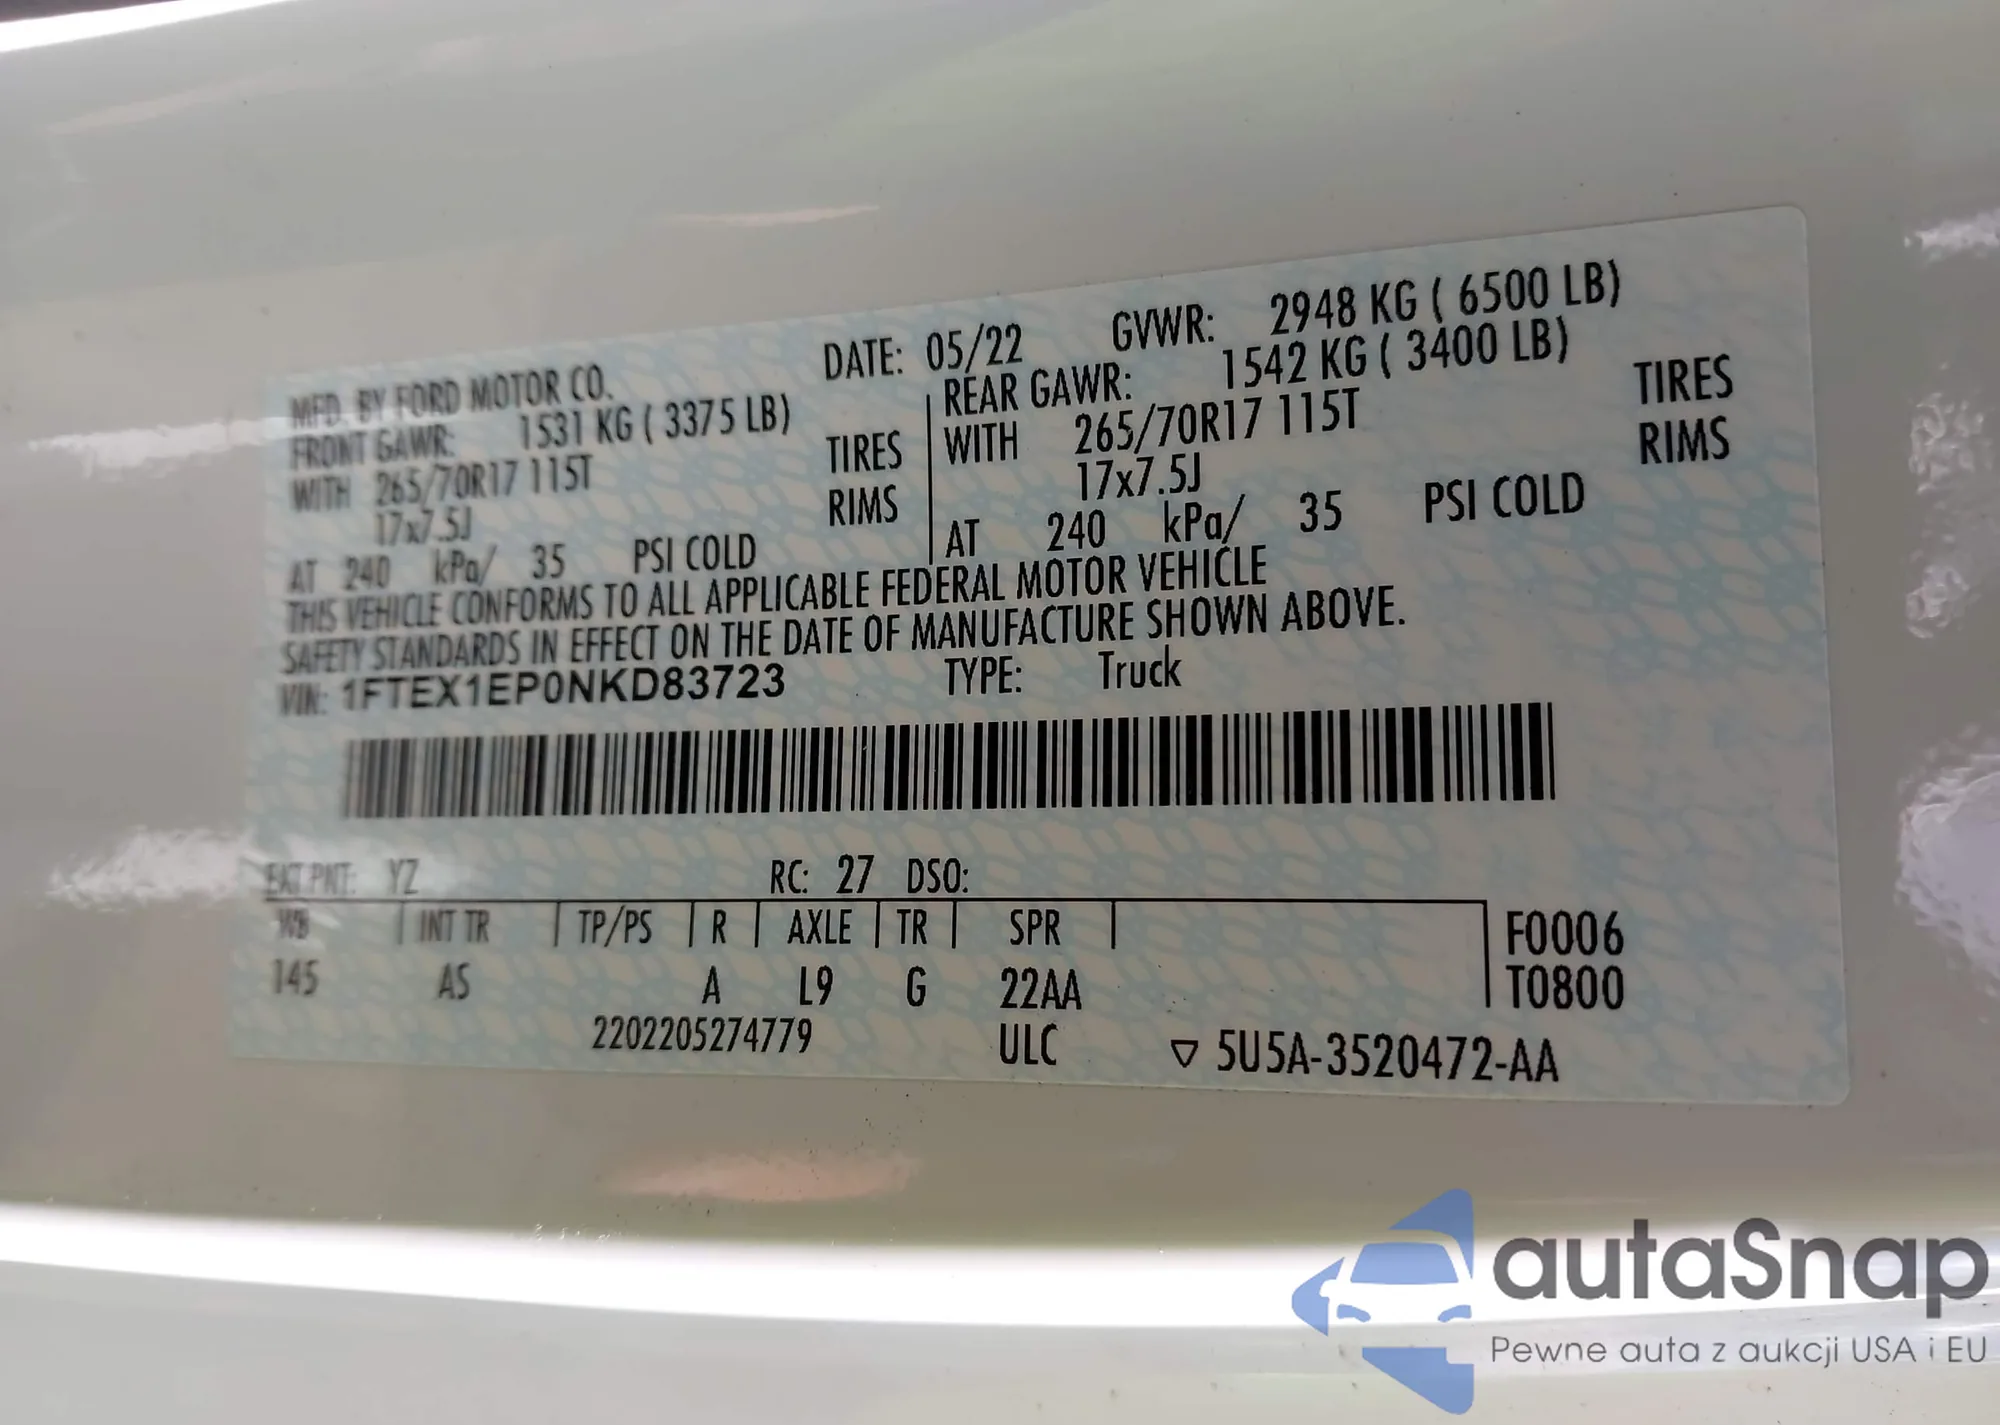 MFD. BY FORD MOTOR CO.
DATE: 05/22 GVWR: 2948 KG ( 6500 LB)
FRONT GAWR: 1531 KG ( 3375 LB)
WITH 265/70R17 115T TIRES
17x7.5J RIMS
AT 240 kPa/ 35 PSI COLD
REAR GAWR: 1542 KG ( 3400 LB)
WITH 265/70R17 115T TIRES
17x7.5J RIMS
AT 240 kPa/ 35 PSI COLD
THIS VEHICLE CONFORMS TO ALL APPLICABLE FEDERAL MOTOR VEHICLE
SAFETY STANDARDS IN EFFECT ON THE DATE OF MANUFACTURE SHOWN ABOVE.
VIN: 1FTEX1EP0NKD83723 TYPE: Truck
EXT PNT: YZ RC: 27 DSO:
WB INT TR TP/PS R AXLE TR SPR F0006
145 AS A L9 G 22AA T0800
2202205274779 ULC ▽ 5U5A-3520472-AA
autaSnap
Pewne auta z aukcji USA i EU